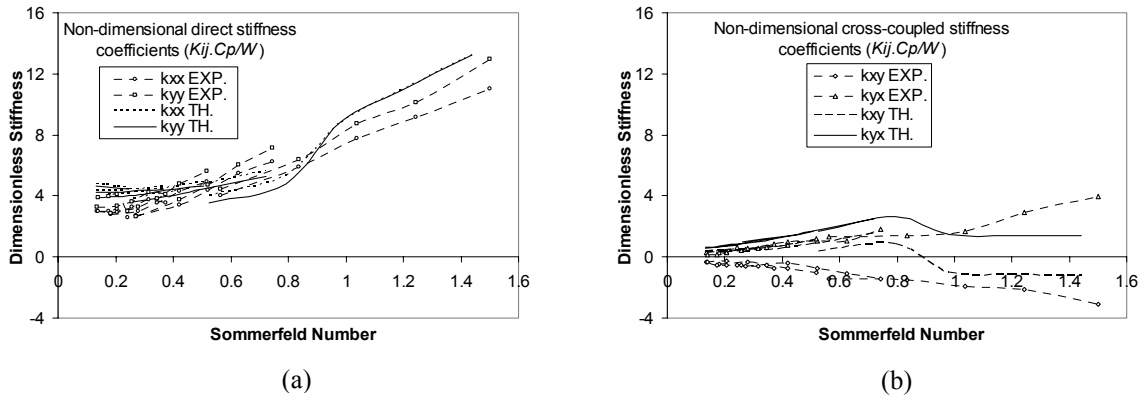 Non-dimensional direct stiffness
coefficients (Kij.Cp/W)
kxx EXP.
kyy EXP.
kxx TH.
kyy TH.
Dimensionless Stiffness
16
12
8
4
0
-4
0 0.2 0.4 0.6 0.8 1 1.2 1.4 1.6
Sommerfeld Number
(a)
Non-dimensional cross-coupled stiffness
coefficients (Kij.Cp/W)
kxy EXP.
kyx EXP.
kxy TH.
kyx TH.
Dimensionless Stiffness
16
12
8
4
0
-4
0 0.2 0.4 0.6 0.8 1 1.2 1.4 1.6
Sommerfeld Number
(b)